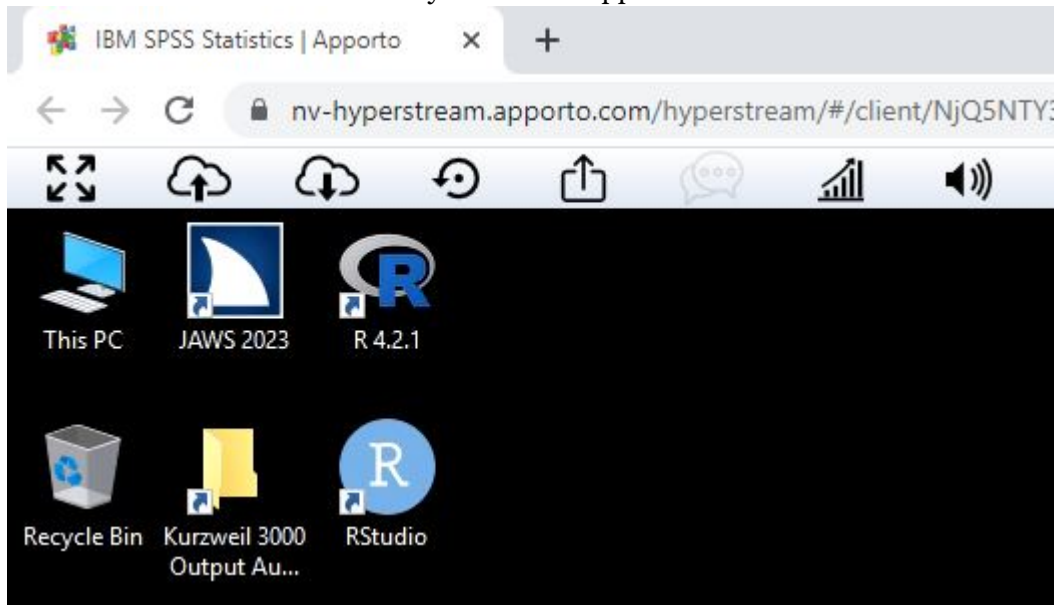 IBM SPSS Statistics | Apporto
nv-hyperstream.apporto.com/hyperstream/#/client/NjQ5NTY
This PC
JAWS 2023
R
R 4.2.1
Recycle Bin
Kurzweil 3000
Output Au...
R
RStudio